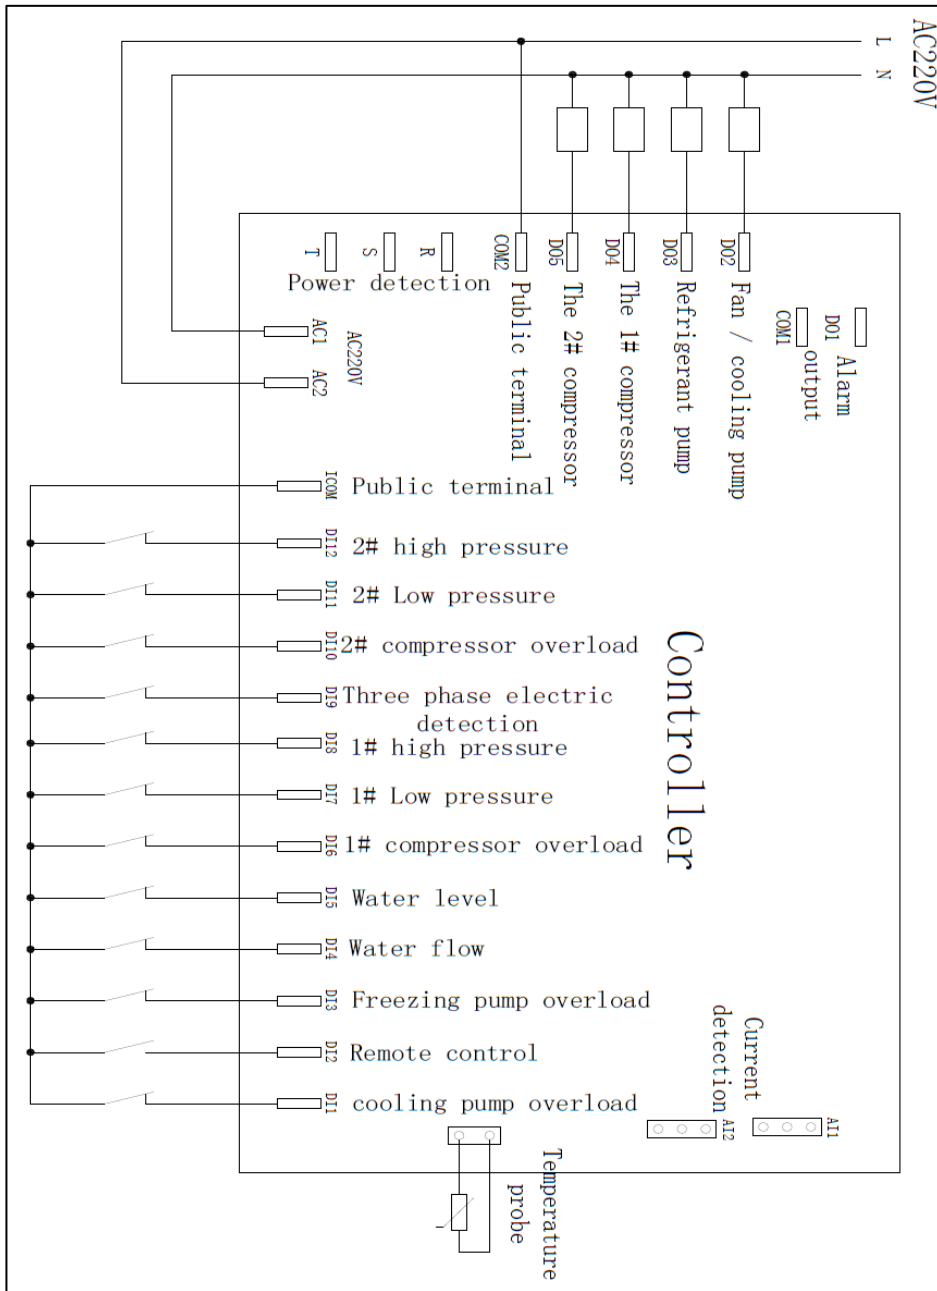 AC220V
L
N
T
S
R
Power detection
COM2
Public terminal
DO5
The 2# compressor
DO4
The 1# compressor
DO3
Refrigerant pump
DO2
Fan / cooling pump
COM1
DO1
Alarm
output
AC1
AC2
AC220V
ICOM
Public terminal
DI12
2# high pressure
DI11
2# Low pressure
DI10
2# compressor overload
DI9
Three phase electric
detection
DI8
1# high pressure
DI7
1# Low pressure
DI6
1# compressor overload
DI5
Water level
DI4
Water flow
DI3
Freezing pump overload
DI2
Remote control
DI1
cooling pump overload
Controller
Current
detection
AI2
AI1
Temperature
probe